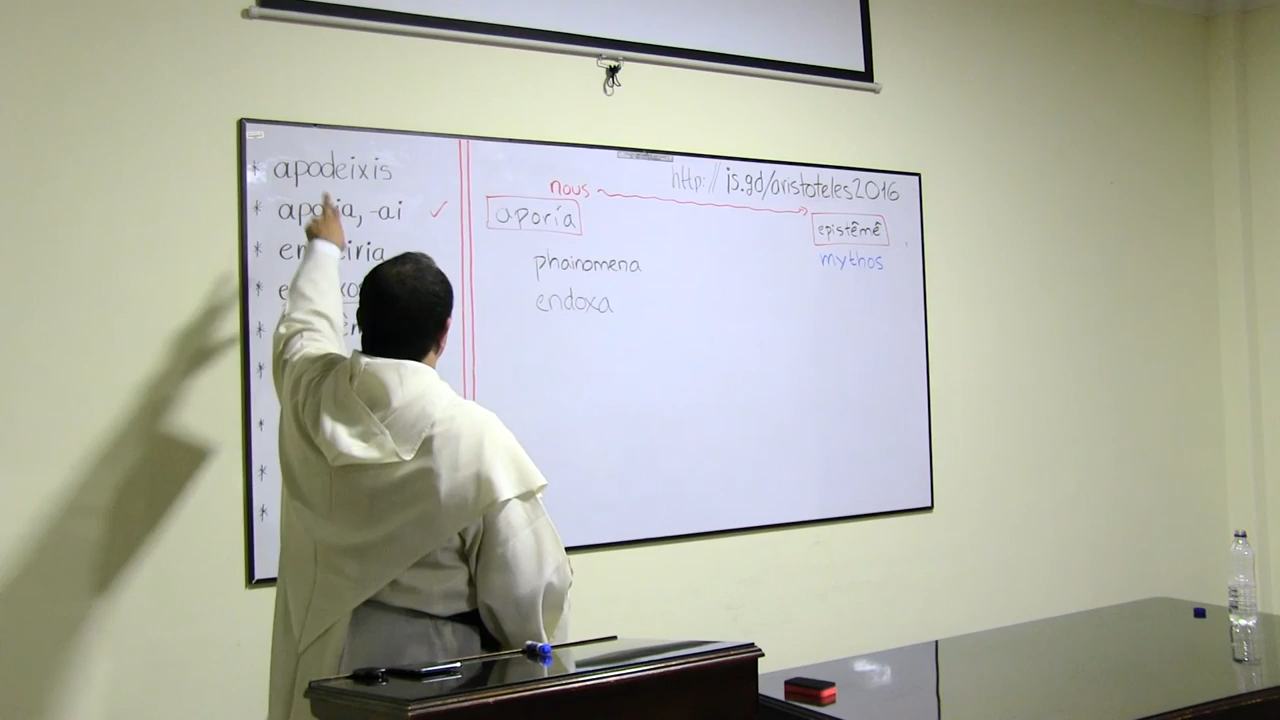 * apodeixis
* aporia, -ai ✓
*
*
*
*
*
*
*
http://is.gd/aristoteles2016
nous
aporía
epistêmê
phainomena
mythos
endoxa